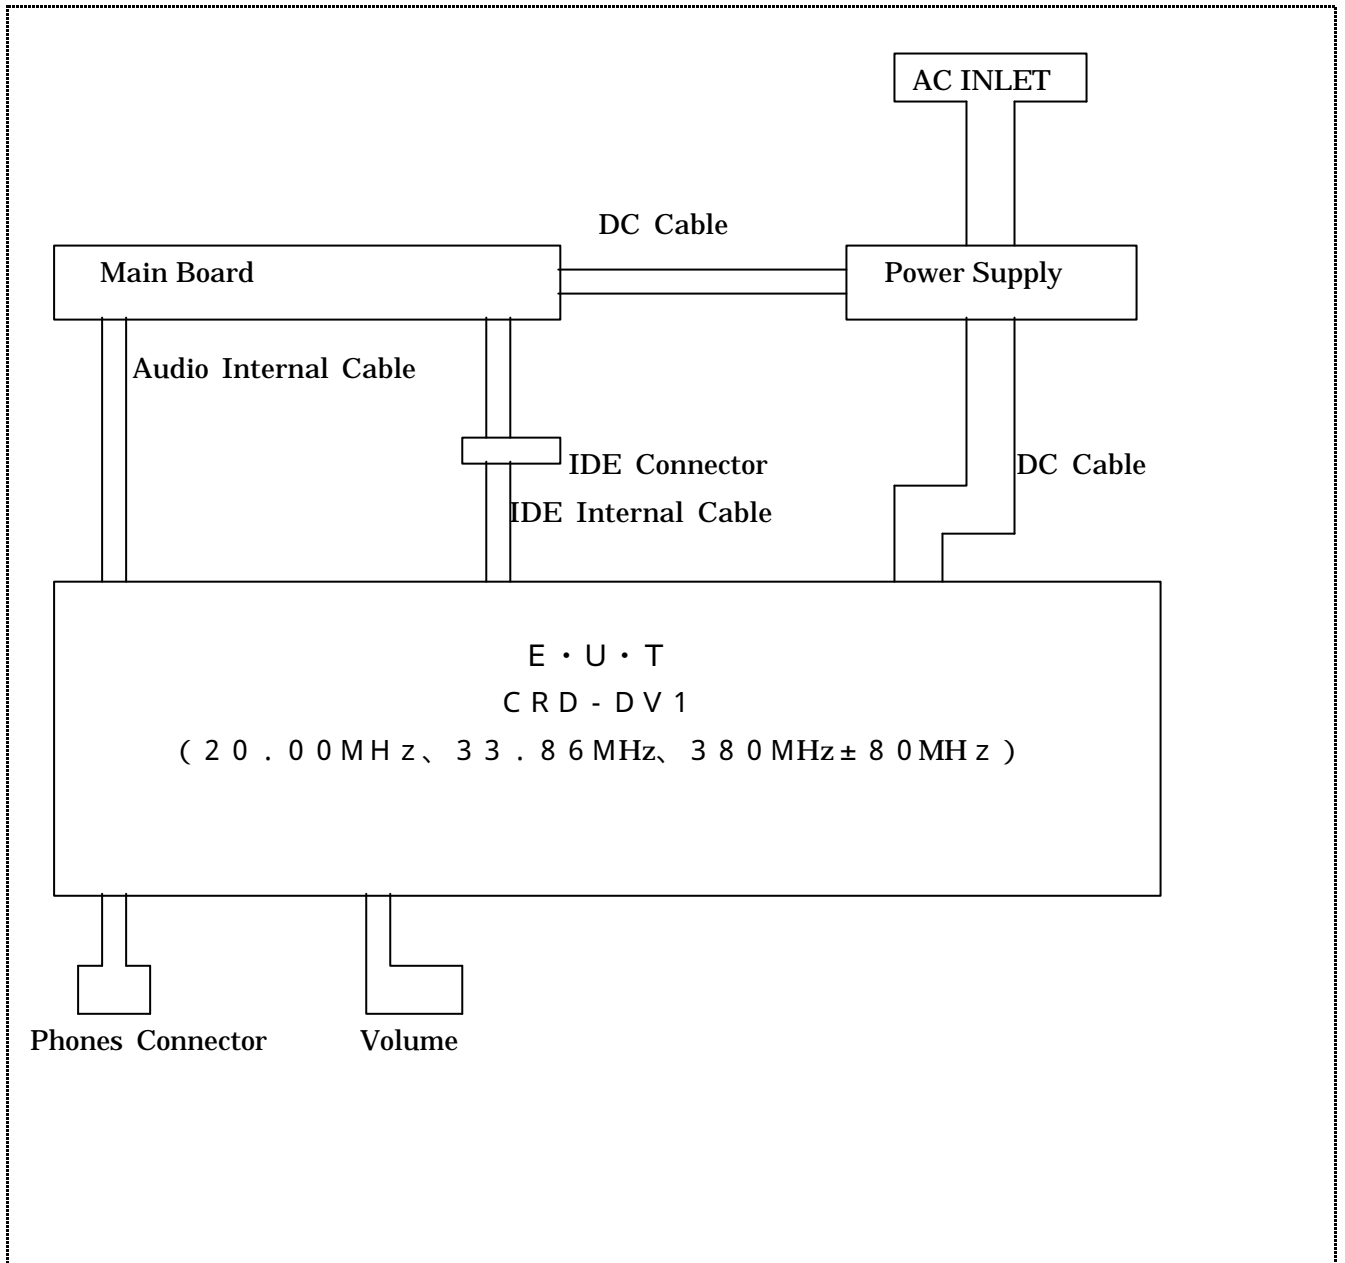 AC INLET
DC Cable
Main Board
Power Supply
Audio Internal Cable
IDE Connector
DC Cable
IDE Internal Cable
E・U・T
CRD-DV1
(20.00MHz、33.86MHz、380MHz±80MHz)
Phones Connector
Volume